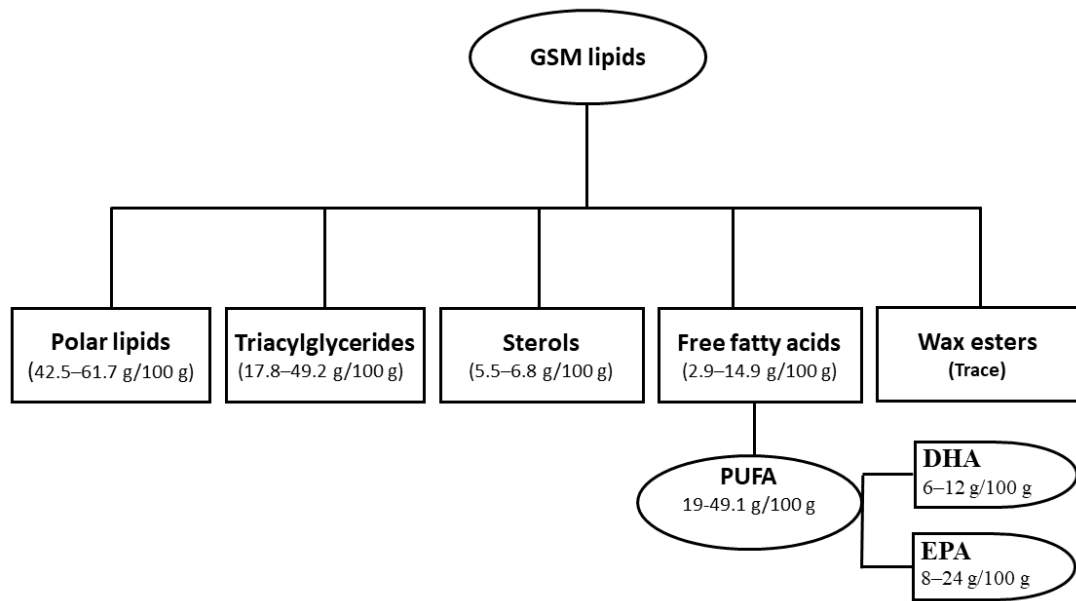 GSM lipids
Polar lipids
(42.5–61.7 g/100 g)
Triacylglycerides
(17.8–49.2 g/100 g)
Sterols
(5.5–6.8 g/100 g)
Free fatty acids
(2.9–14.9 g/100 g)
Wax esters
(Trace)
PUFA
19-49.1 g/100 g
DHA
6–12 g/100 g
EPA
8–24 g/100 g